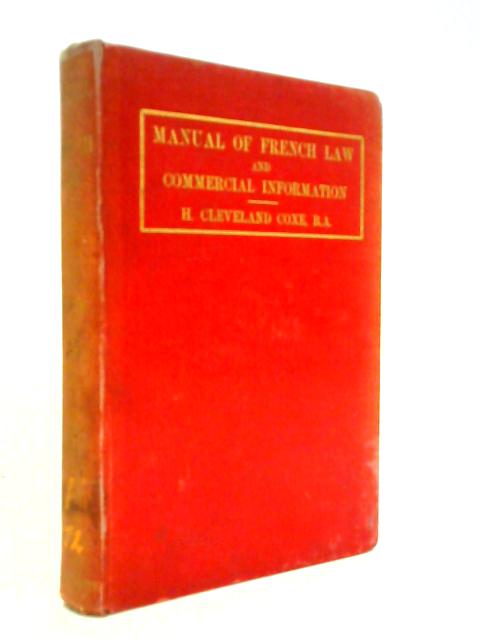 MANUAL OF FRENCH LAW
AND
COMMERCIAL INFORMATION
H. CLEVELAND COXE, B.A.